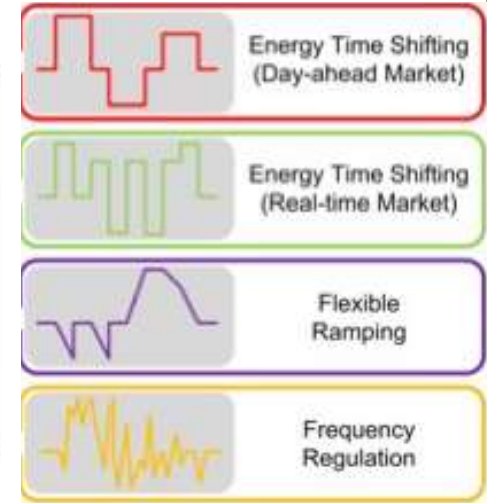 Energy Time Shifting
(Day-ahead Market)
Energy Time Shifting
(Real-time Market)
Flexible
Ramping
Frequency
Regulation